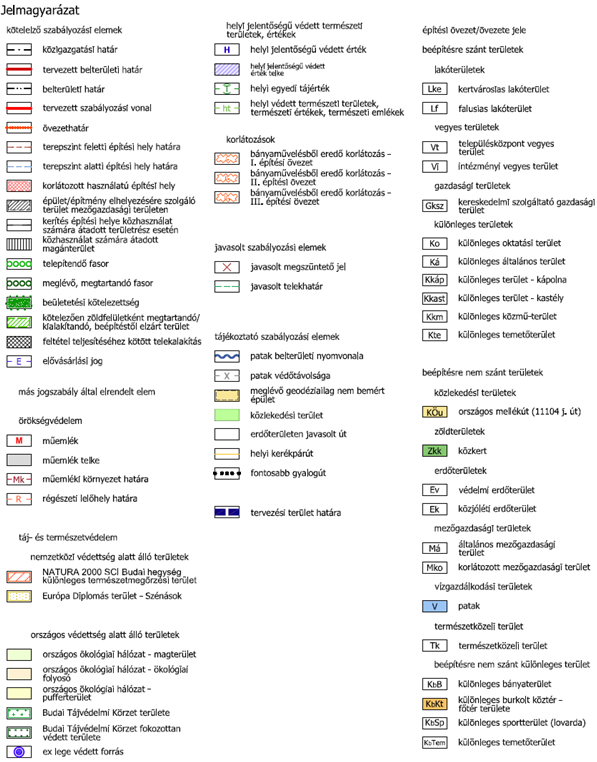 Jelmagyarázat
kötelelző szabályozási elemek
közigazgatási határ
tervezett belterületi határ
belterületi határ
tervezett szabályozási vonal
övezethatár
terepszint feletti építési hely határa
terepszint alatti építési hely határa
korlátozott használatú építési hely
épület/építmény elhelyezésére szolgáló
terület mezőgazdasági területen
kerítés építési helye közhasználat
számára átadott területrész esetén
közhasználat számára átadott
magánterület
telepítendő fasor
meglévő, megtartandó fasor
beültetési kötelezettség
kötelezően zöldfelületként megtartandó/
kialakítandó, beépítéstől elzárt terület
feltétel teljesítéséhez kötött telekalakítás
E elővásárlási jog
más jogszabály által elrendelt elem
örökségvédelem
M műemlék
műemlék telke
Mk műemléki környezet határa
R régészeti lelőhely határa
táj- és természetvédelem
nemzetközi védettség alatt álló területek
NATURA 2000 SCI Budai hegység
különleges természetmegőrzési terület
Európa Diplomás terület – Szénások
országos védettség alatt álló területek
országos ökológiai hálózat - magterület
országos ökológiai hálózat - ökológiai
folyosó
országos ökológiai hálózat -
pufferterület
Budai Tájvédelmi Körzet területe
Budai Tájvédelmi Körzet fokozottan
védett területe
ex lege védett forrás
helyi jelentőségű védett természeti
területek, értékek
H helyi jelentőségű védett érték
helyi jelentőségű védett
érték telke
T helyi egyedi tájérték
ht helyi védett természeti területek,
természeti értékek, természeti emlékek
korlátozások
bányaművelésből eredő korlátozás –
I. építési övezet
bányaművelésből eredő korlátozás –
II. építési övezet
bányaművelésből eredő korlátozás –
III. építési övezet
javasolt szabályozási elemek
javasolt megszüntető jel
javasolt telekhatár
tájékoztató szabályozási elemek
patak belterületi nyomvonala
X patak védőtávolsága
meglévő geodéziailag nem bemért
épület
közlekedési terület
erdőterületen javasolt út
helyi kerékpárút
fontosabb gyalogút
tervezési terület határa
építési övezet/övezete jele
beépítésre szánt területek
lakóterületek
Lke kertvárosias lakóterület
Lf falusias lakóterület
vegyes területek
Vt településközpont vegyes
terület
Vi intézményi vegyes terület
gazdasági területek
Gksz kereskedelmi szolgáltató gazdasági
terület
különleges területek
Ko különleges oktatási terület
Ká különleges általános terület
Kkáp különleges terület - kápolna
Kkast különleges terület - kastély
Kkm különleges közmű-terület
Kte különleges temetőterület
beépítésre nem szánt területek
közlekedési területek
KÖu országos mellékút (11104 j. út)
zöldterületek
Zkk közkert
erdőterületek
Ev védelmi erdőterület
Ek közjóléti erdőterület
mezőgazdasági területek
Má általános mezőgazdasági
terület
Mko korlátozott mezőgazdasági terület
vízgazdálkodási területek
V patak
természetközeli terület
Tk természetközeli terület
beépítésre nem szánt különleges terület
KbB különleges bányaterület
KbKt különleges burkolt köztér –
főtér területe
KbSp különleges sportterület (lovarda)
KbTem különleges temetőterület